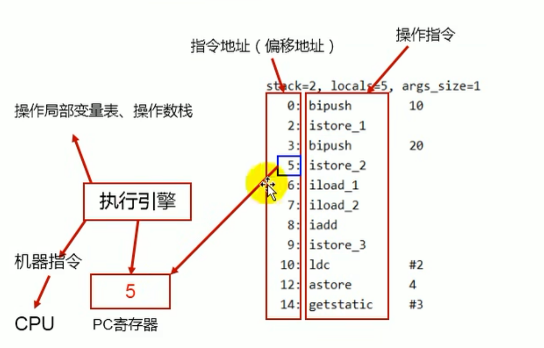 指令地址（偏移地址）
操作指令
stack=2, locals=5, args_size=1
0: bipush 10
2: istore_1
3: bipush 20
5: istore_2
6: iload_1
7: iload_2
8: iadd
9: istore_3
10: ldc #2
12: astore 4
14: getstatic #3
操作局部变量表、操作数栈
执行引擎
机器指令
5
CPU
PC寄存器